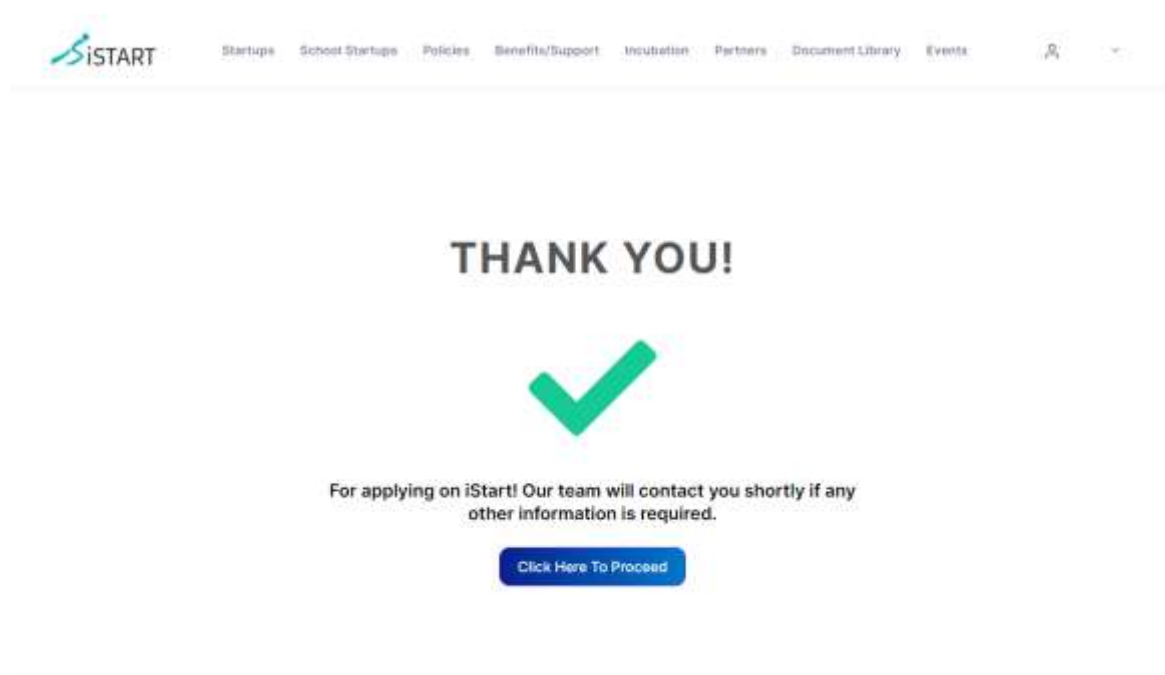 iSTART
Startups School Startups Policies Benefits/Support Incubation Partners Document Library Events
THANK YOU!
For applying on iStart! Our team will contact you shortly if any
other information is required.
Click Here To Proceed